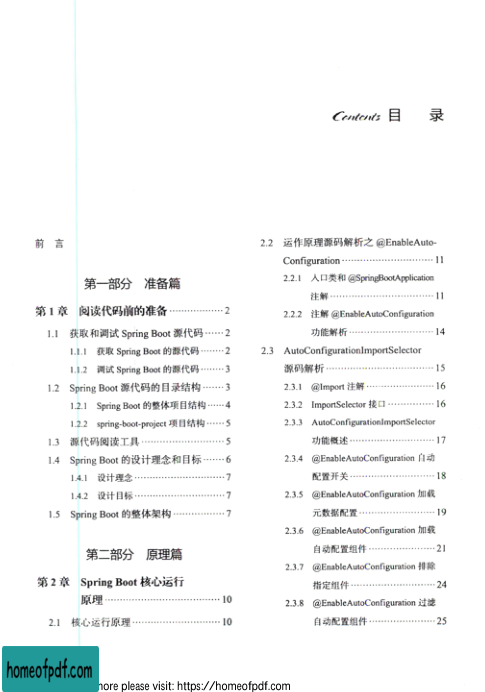 Contents 目 录
前 言
第一部分 准备篇
第 1 章 阅读代码前的准备 ··· 2
1.1 获取和调试 Spring Boot 源代码 ··· 2
1.1.1 获取 Spring Boot 的源代码 ··· 2
1.1.2 调试 Spring Boot 的源代码 ··· 3
1.2 Spring Boot 源代码的目录结构 ··· 3
1.2.1 Spring Boot 的整体项目结构 ··· 4
1.2.2 spring-boot-project 项目结构 ··· 5
1.3 源代码阅读工具 ··· 5
1.4 Spring Boot 的设计理念和目标 ··· 6
1.4.1 设计理念 ··· 7
1.4.2 设计目标 ··· 7
1.5 Spring Boot 的整体架构 ··· 7
第二部分 原理篇
第 2 章 Spring Boot 核心运行
原理 ··· 10
2.1 核心运行原理 ··· 10
2.2 运作原理源码解析之 @EnableAuto-
Configuration ··· 11
2.2.1 入口类和 @SpringBootApplication
注解 ··· 11
2.2.2 注解 @EnableAutoConfiguration
功能解析 ··· 14
2.3 AutoConfigurationImportSelector
源码解析 ··· 15
2.3.1 @Import 注解 ··· 16
2.3.2 ImportSelector 接口 ··· 16
2.3.3 AutoConfigurationImportSelector
功能概述 ··· 17
2.3.4 @EnableAutoConfiguration 自动
配置开关 ··· 18
2.3.5 @EnableAutoConfiguration 加载
元数据配置 ··· 19
2.3.6 @EnableAutoConfiguration 加载
自动配置组件 ··· 21
2.3.7 @EnableAutoConfiguration 排除
指定组件 ··· 24
2.3.8 @EnableAutoConfiguration 过滤
自动配置组件 ··· 25
homeofpdf.com
more please visit: https://homeofpdf.com